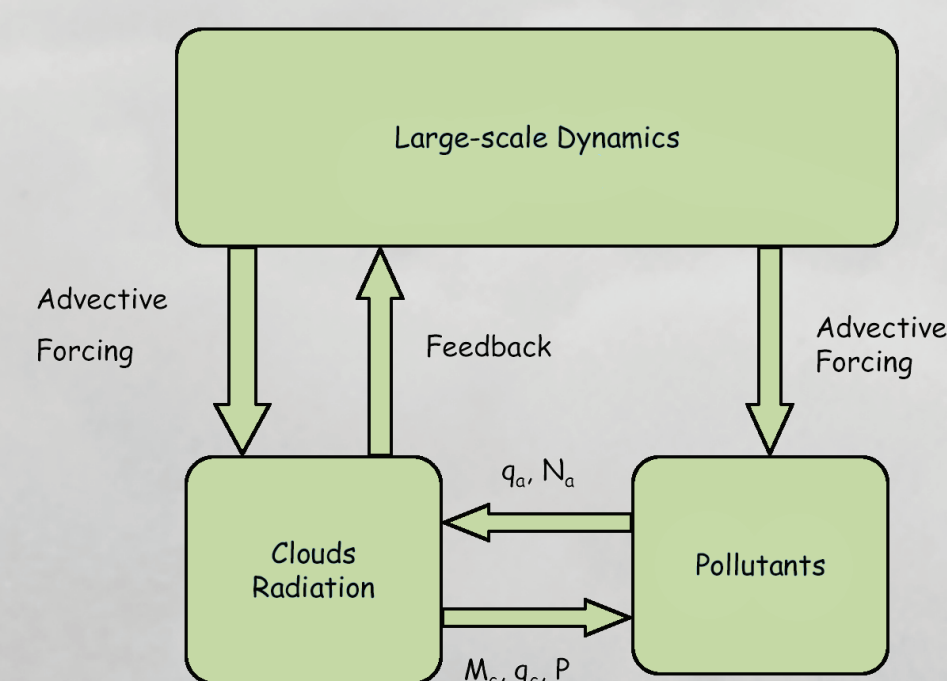 Large-scale Dynamics
Advective
Forcing
Feedback
Advective
Forcing
qₐ, Nₐ
Clouds
Radiation
Pollutants
M꜀, q꜀, P